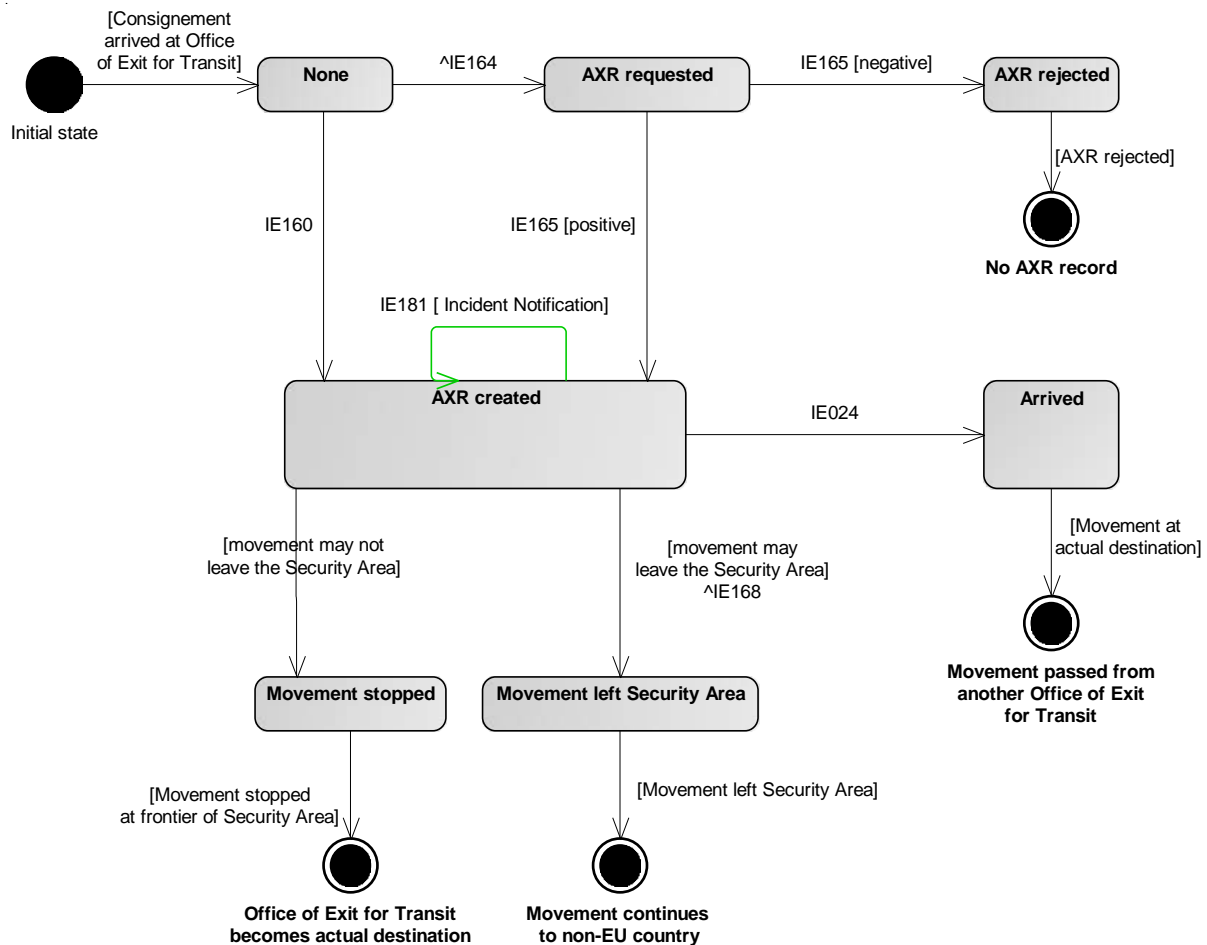 [Consignement
arrived at Office
of Exit for Transit]
None
^IE164
AXR requested
IE165 [negative]
AXR rejected
Initial state
[AXR rejected]
IE160
IE165 [positive]
No AXR record
IE181 [ Incident Notification]
AXR created
IE024
Arrived
[movement may not
leave the Security Area]
[movement may
leave the Security Area]
^IE168
[Movement at
actual destination]
Movement stopped
Movement left Security Area
Movement passed from
another Office of Exit
for Transit
[Movement stopped
at frontier of Security Area]
[Movement left Security Area]
Office of Exit for Transit
becomes actual destination
Movement continues
to non-EU country